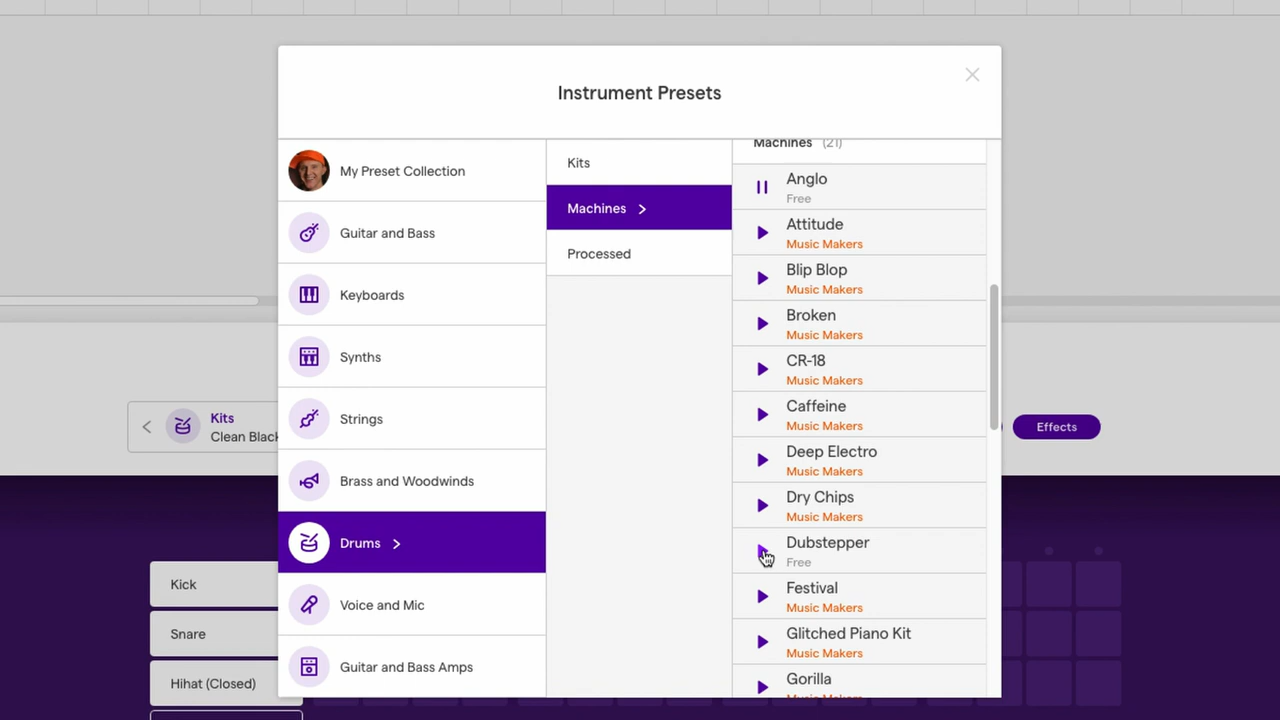 Instrument Presets
My Preset Collection
Guitar and Bass
Keyboards
Synths
Strings
Brass and Woodwinds
Drums
Voice and Mic
Guitar and Bass Amps
Kits
Machines
Processed
Machines (21)
Anglo
Free
Attitude
Music Makers
Blip Blop
Music Makers
Broken
Music Makers
CR-18
Music Makers
Caffeine
Music Makers
Deep Electro
Music Makers
Dry Chips
Music Makers
Dubstepper
Free
Festival
Music Makers
Glitched Piano Kit
Music Makers
Gorilla
Music Makers
Kits
Clean Black
Effects
Kick
Snare
Hihat (Closed)